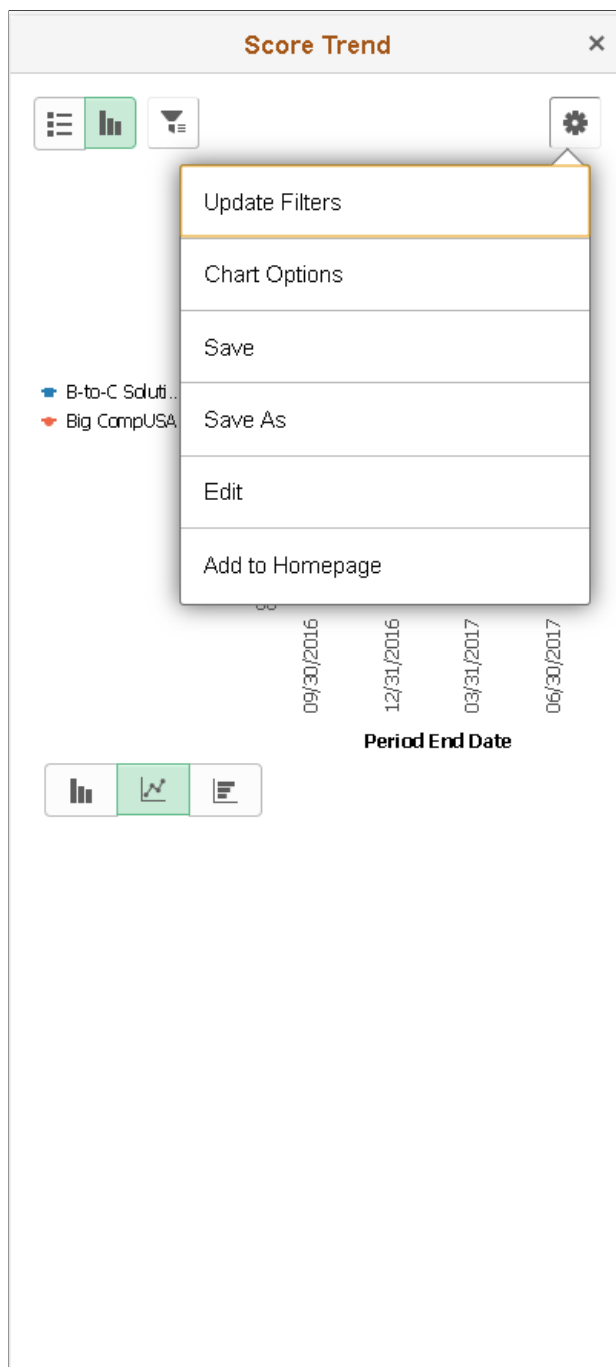 Score Trend
Update Filters
Chart Options
Save
B-to-C Soluti..
Big CompUSA
Save As
Edit
Add to Homepage
09/30/2016
12/31/2016
03/31/2017
06/30/2017
Period End Date